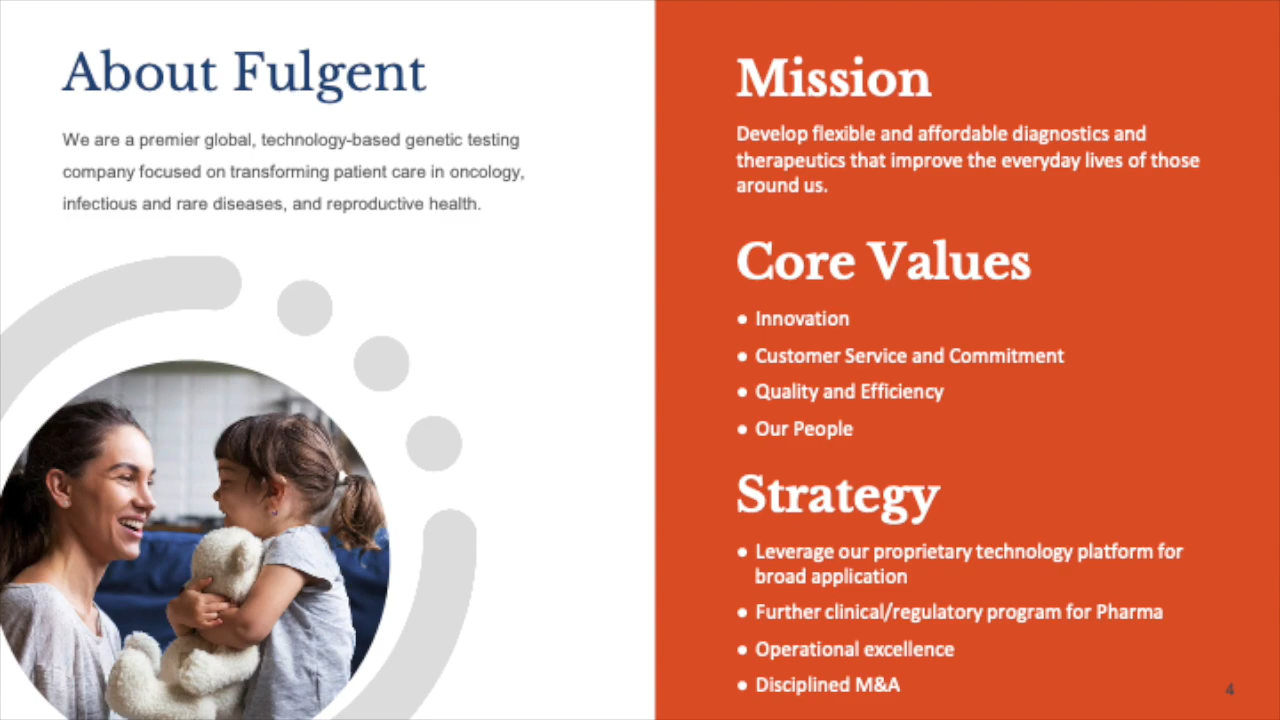 About Fulgent
We are a premier global, technology-based genetic testing
company focused on transforming patient care in oncology,
infectious and rare diseases, and reproductive health.
Mission
Develop flexible and affordable diagnostics and
therapeutics that improve the everyday lives of those
around us.
Core Values
● Innovation
● Customer Service and Commitment
● Quality and Efficiency
● Our People
Strategy
● Leverage our proprietary technology platform for
broad application
● Further clinical/regulatory program for Pharma
● Operational excellence
● Disciplined M&A
4